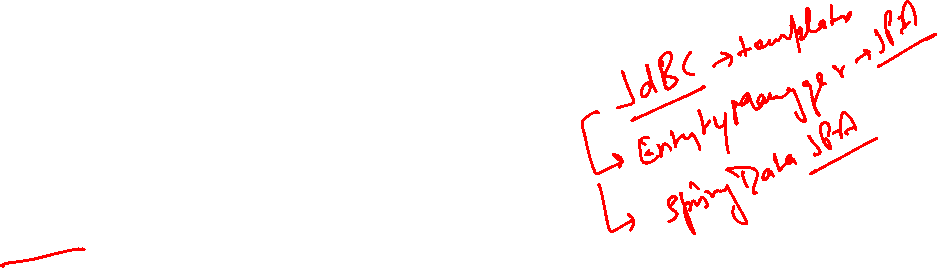 JdBC → template
EntityManager → JPA
Spring Data JPA